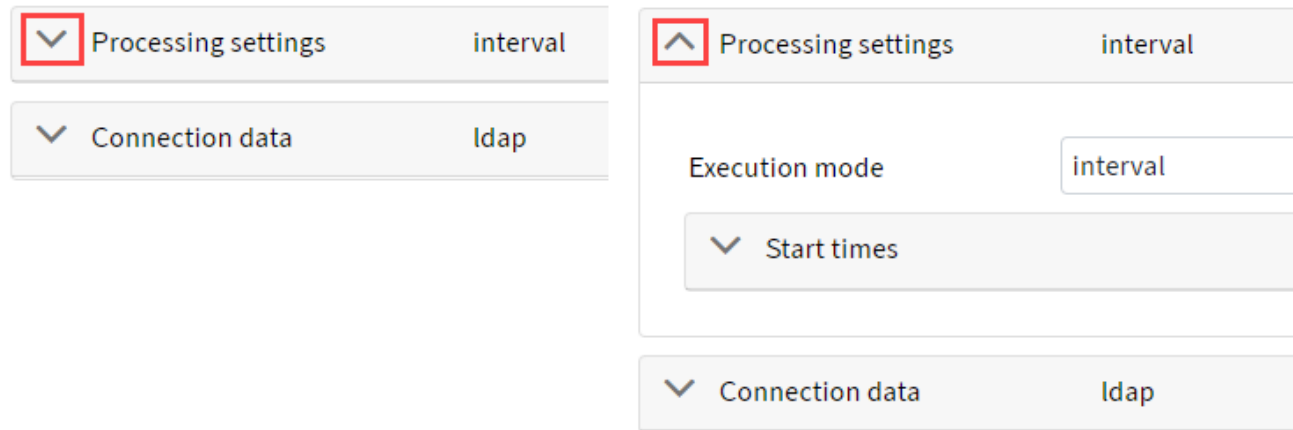 Processing settings interval
Connection data ldap
Processing settings interval
Execution mode interval
Start times
Connection data ldap